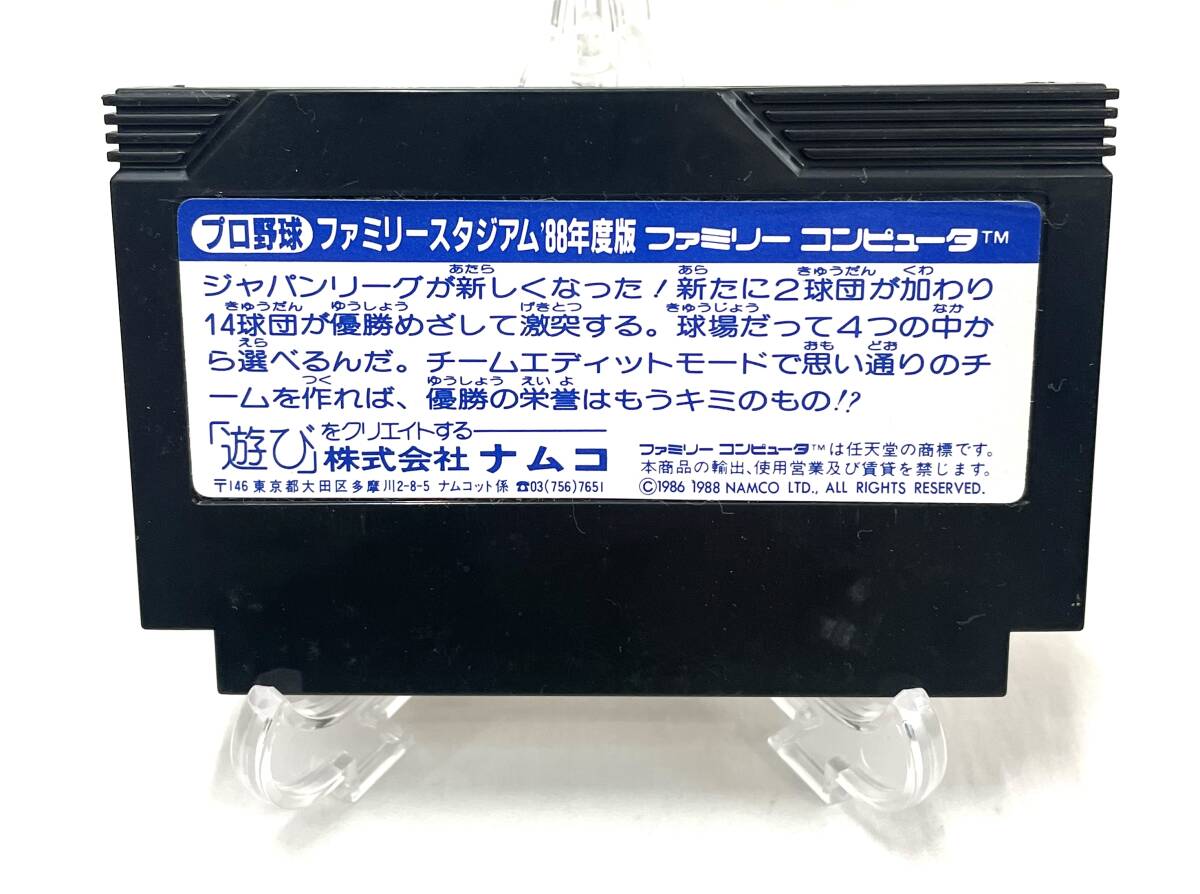 プロ野球 ファミリースタジアム'88年度版 ファミリー コンピュータTM
ジャパンリーグが新しくなった！新たに2球団が加わり
14球団が優勝めざして激突する。球場だって4つの中か
ら選べるんだ。チームエディットモードで思い通りのチ
ームを作れば、優勝の栄誉はもうキミのもの!?
「遊び」をクリエイトする――
株式会社 ナムコ
〒146 東京都大田区多摩川2-8-5 ナムコット係 ☎03(756)7651
ファミリー コンピュータTMは任天堂の商標です。
本商品の輸出、使用営業及び賃貸を禁じます。
©1986 1988 NAMCO LTD., ALL RIGHTS RESERVED.